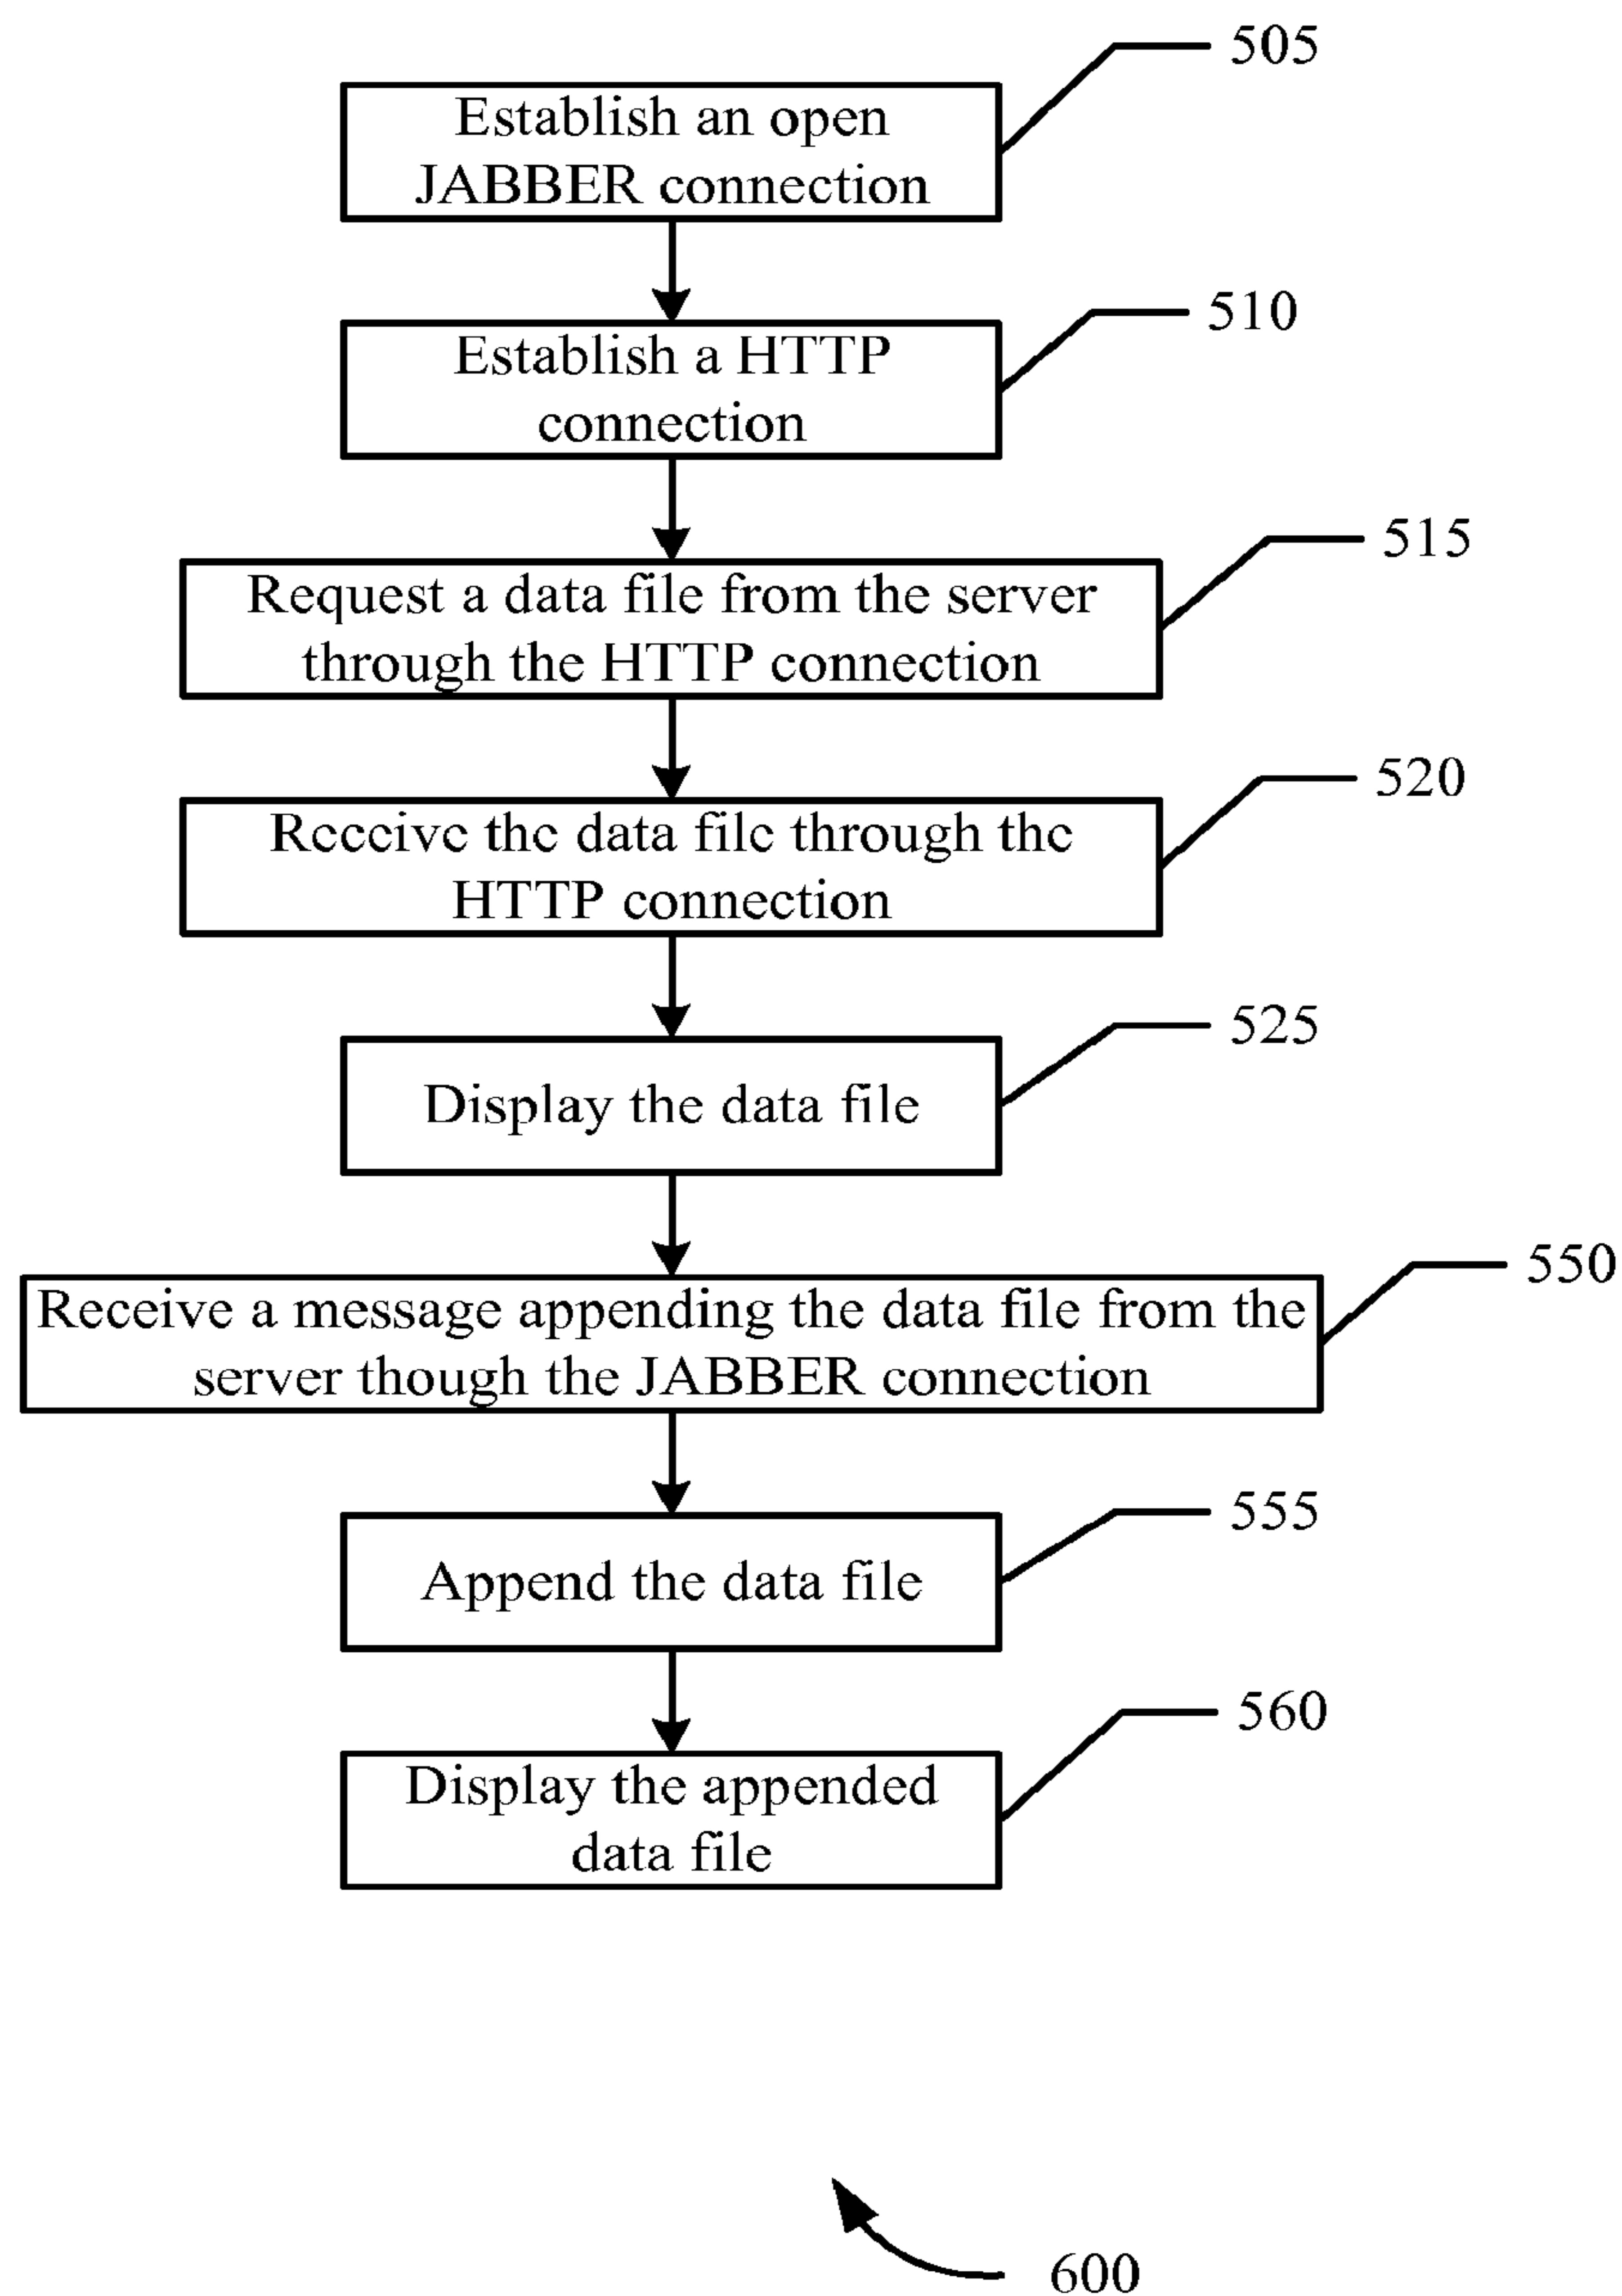 505
Establish an open
JABBER connection
510
Establish a HTTP
connection
515
Request a data file from the server
through the HTTP connection
520
Receive the data file through the
HTTP connection
525
Display the data file
550
Receive a message appending the data file from the
server though the JABBER connection
555
Append the data file
560
Display the appended
data file
600